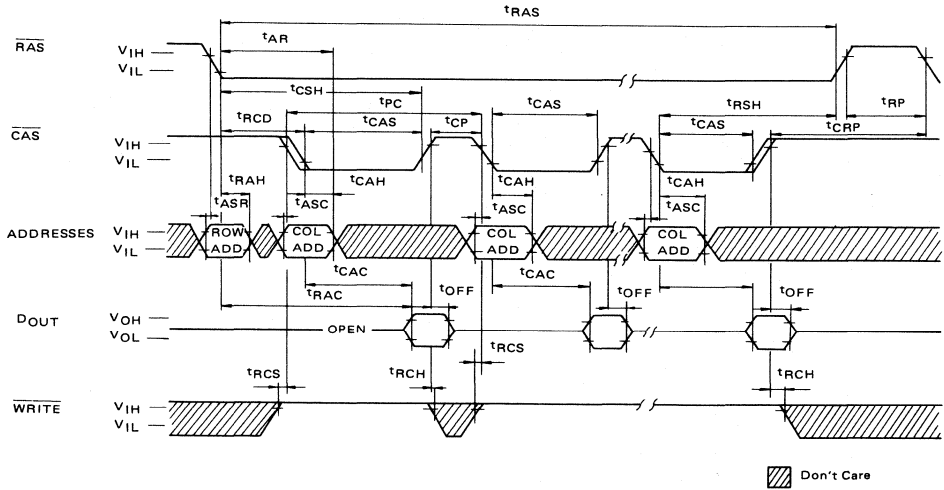 tRAS
RAS
VIH
VIL
tAR
tCSH
tPC
tCAS
tRSH
tRP
CAS
VIH
VIL
tRCD
tCAS
tCP
tCAS
tCRP
tRAH
tCAH
tCAH
tCAH
tASR
tASC
tASC
tASC
ADDRESSES
VIH
VIL
ROW ADD
COL ADD
COL ADD
COL ADD
tCAC
tCAC
tRAC
tOFF
tOFF
tOFF
DOUT
VOH
VOL
OPEN
tRCS
tRCS
tRCH
tRCH
WRITE
VIH
VIL
Don't Care